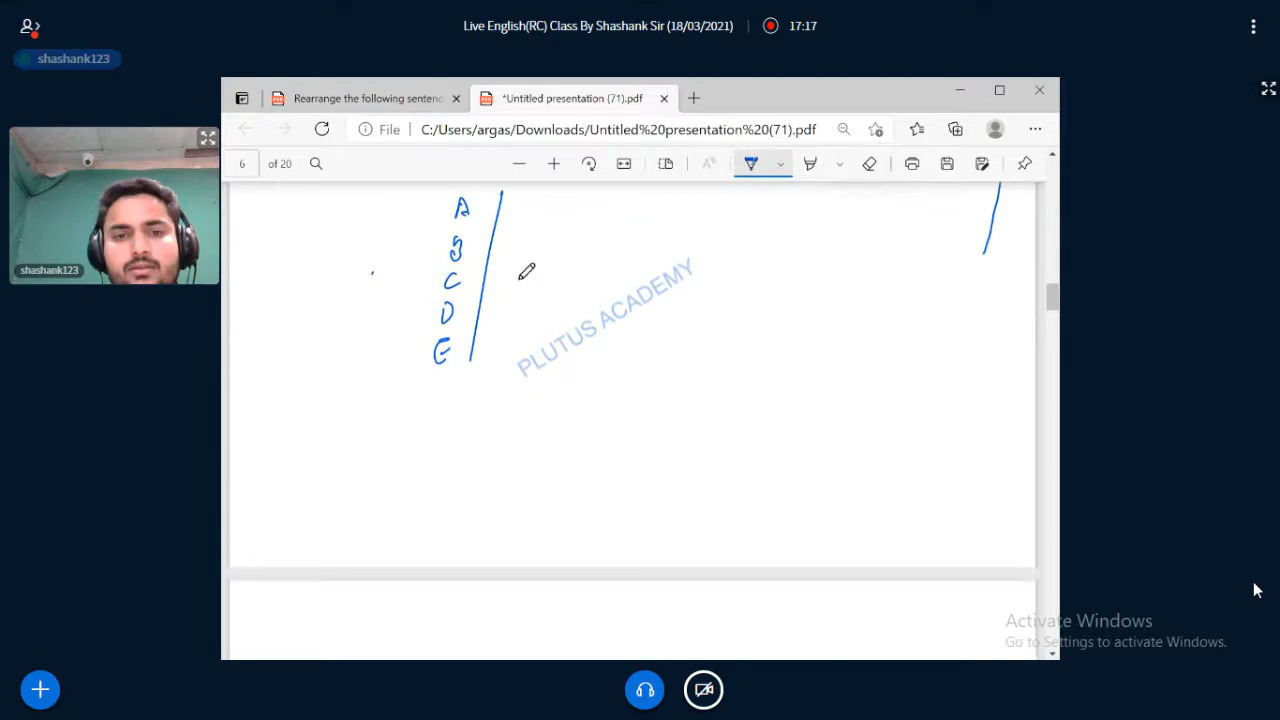 Live English(RC) Class By Shashank Sir (18/03/2021)
17:17
shashank123
Rearrange the following sentenc
*Untitled presentation (71).pdf
File
C:/Users/argas/Downloads/Untitled%20presentation%20(71).pdf
6
of 20
A
B
C
D
E
PLUTUS ACADEMY
shashank123
Activate Windows
Go to Settings to activate Windows.